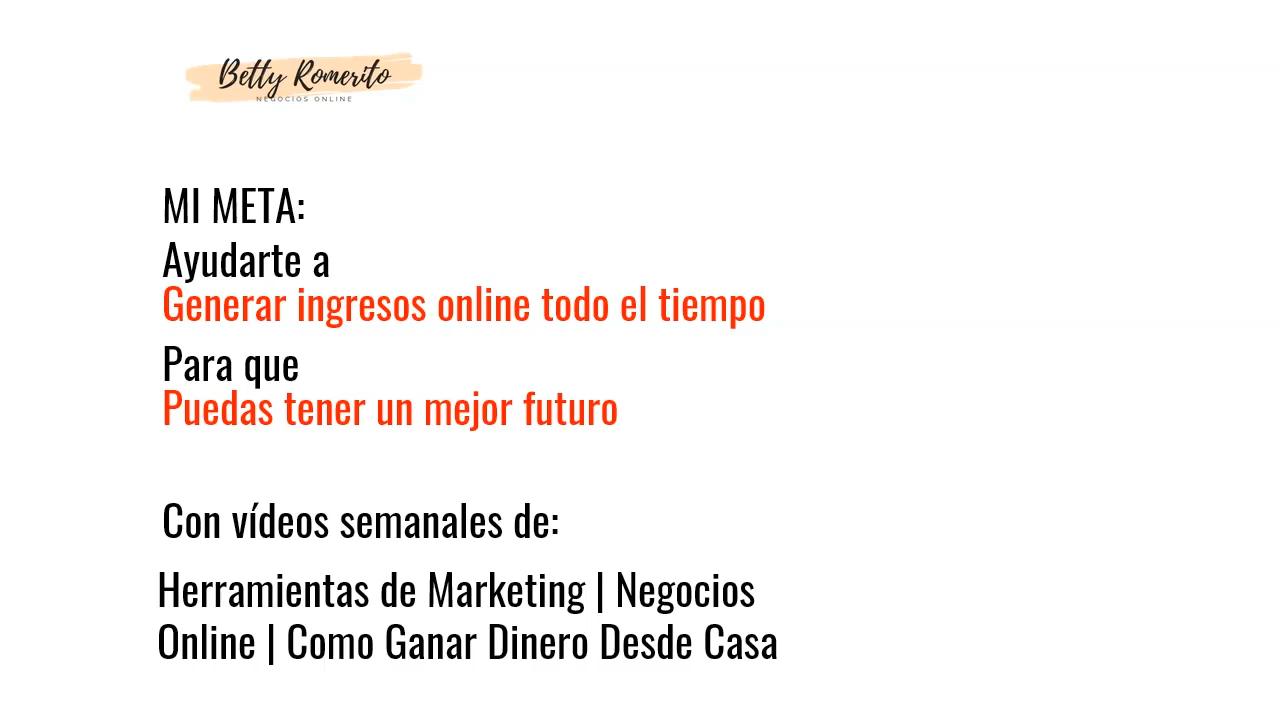 Betty Romerito
NEGOCIOS ONLINE
MI META:
Ayudarte a
Generar ingresos online todo el tiempo
Para que
Puedas tener un mejor futuro
Con vídeos semanales de:
Herramientas de Marketing | Negocios
Online | Como Ganar Dinero Desde Casa